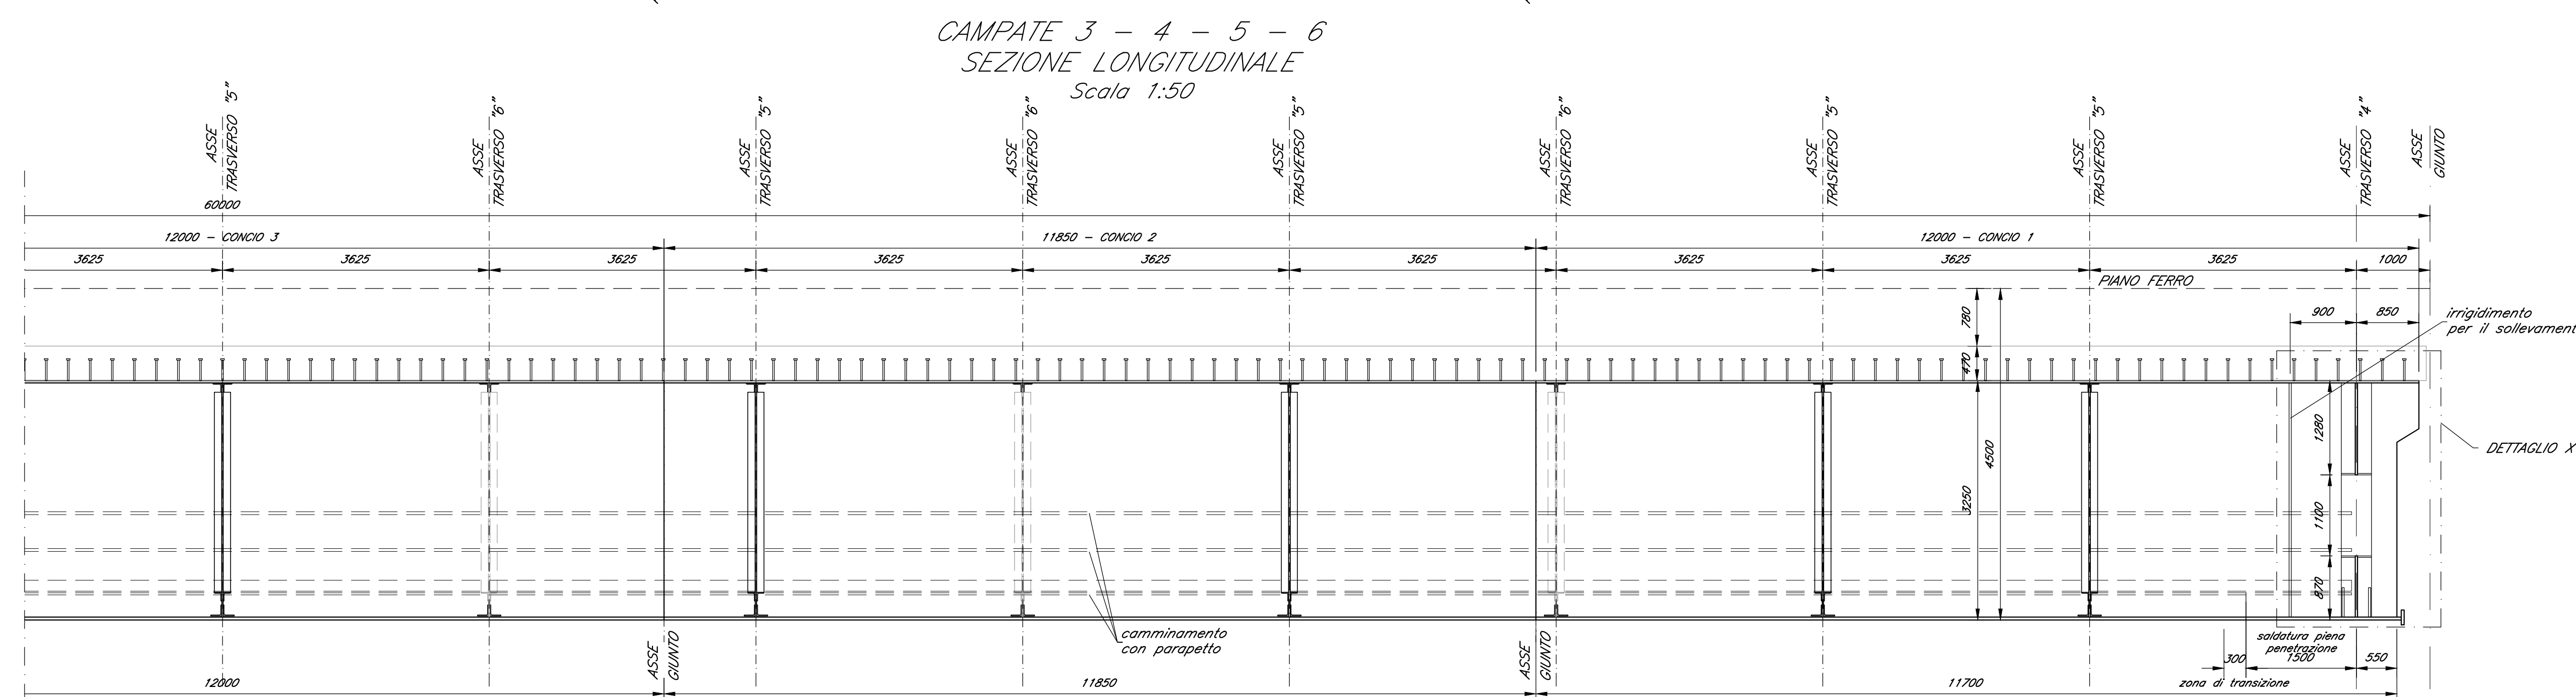 CAMPATE 3 - 4 - 5 - 6
SEZIONE LONGITUDINALE
Scala 1:50
ASSE
TRASVERSO "5"
ASSE
TRASVERSO "6"
ASSE
TRASVERSO "5"
ASSE
TRASVERSO "6"
ASSE
TRASVERSO "5"
ASSE
TRASVERSO "6"
ASSE
TRASVERSO "5"
ASSE
TRASVERSO "5"
ASSE
TRASVERSO "4"
ASSE
GIUNTO
60000
12000 - CONCIO 3
11850 - CONCIO 2
12000 - CONCIO 1
3625
3625
3625
3625
3625
3625
3625
3625
3625
1000
PIANO FERRO
780
470
4500
3250
900
850
irrigidimento
per il sollevament
1280
1100
870
DETTAGLIO X
camminamento
con parapetto
ASSE
GIUNTO
ASSE
GIUNTO
saldatura piena
penetrazione
300
1500
550
zona di transizione
12000
11850
11700